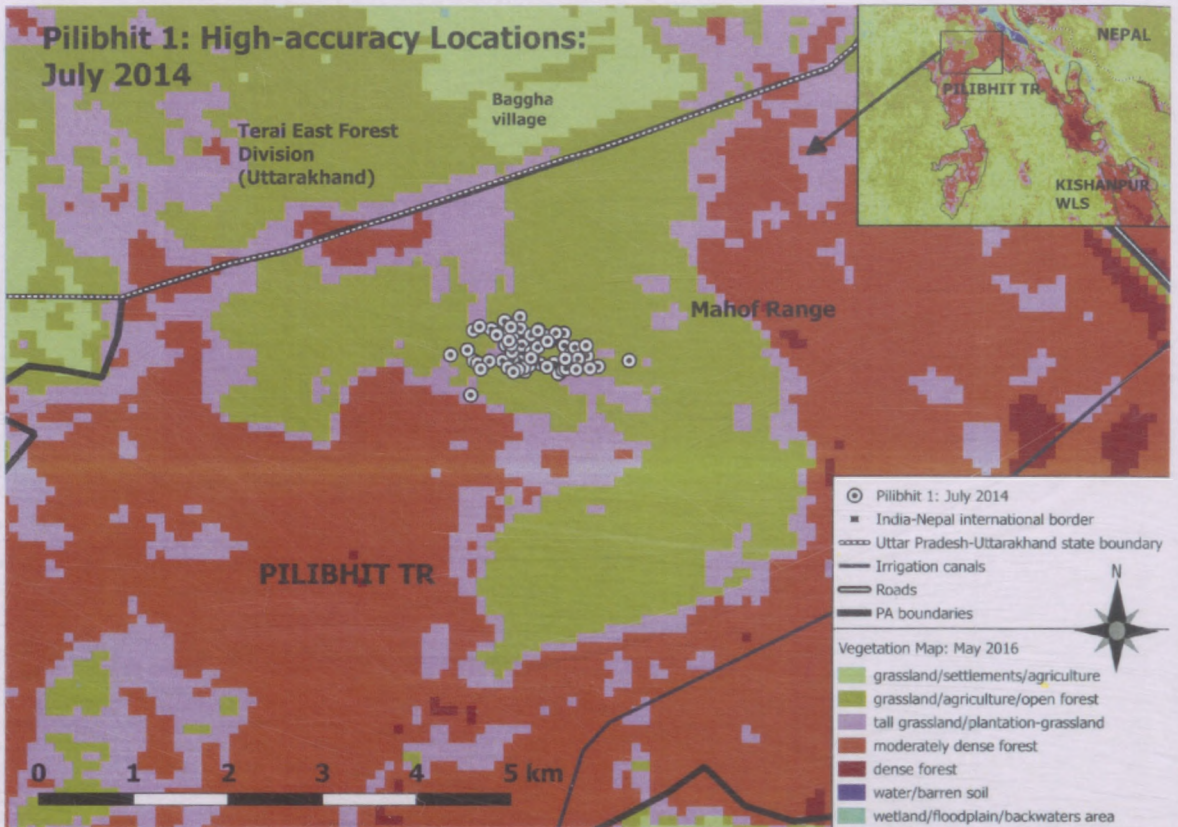 Pilibhit 1: High-accuracy Locations:
July 2014
Baggha
village
Terai East Forest
Division
(Uttarakhand)
NEPAL
PILIBHIT TR
KISHANPUR
WLS
Mahof Range
PILIBHIT TR
0 1 2 3 4 5 km
Pilibhit 1: July 2014
India-Nepal international border
Uttar Pradesh-Uttarakhand state boundary
Irrigation canals
Roads
PA boundaries
N
Vegetation Map: May 2016
grassland/settlements/agriculture
grassland/agriculture/open forest
tall grassland/plantation-grassland
moderately dense forest
dense forest
water/barren soil
wetland/floodplain/backwaters area